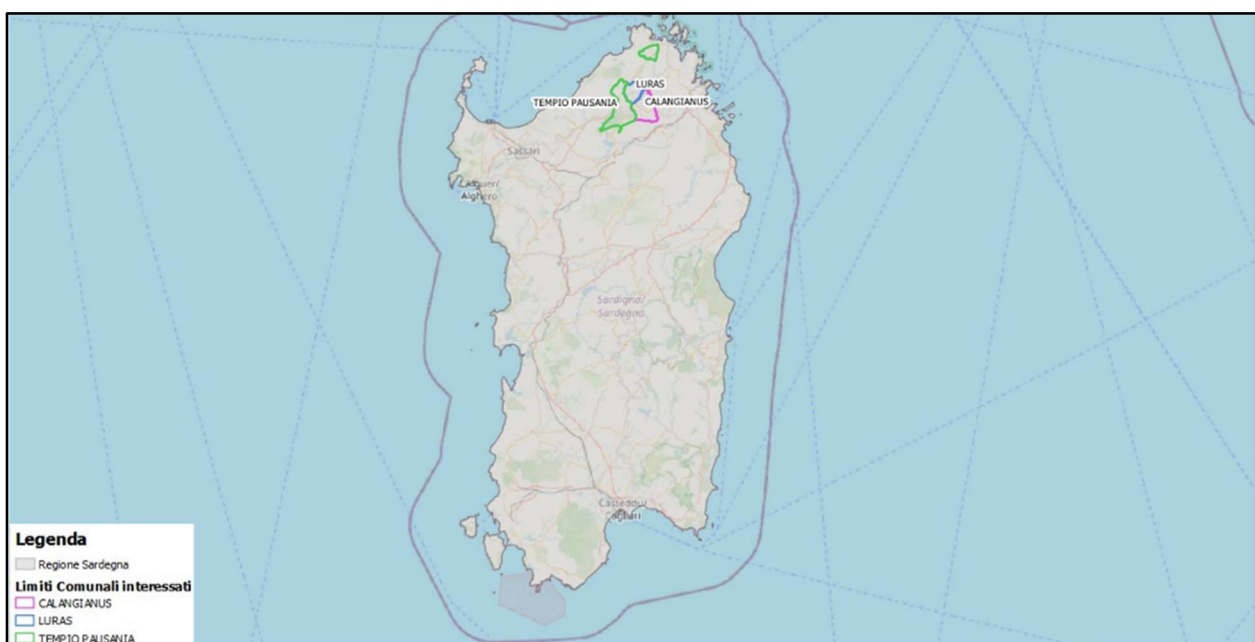 LURAS
TEMPIO PAUSANIA
CALANGIANUS
Sassari
Alghero
Sardigna/
Sardegna
Casteddu/
Cagliari
Legenda
Regione Sardegna
Limiti Comunali interessati
CALANGIANUS
LURAS
TEMPIO PAUSANIA